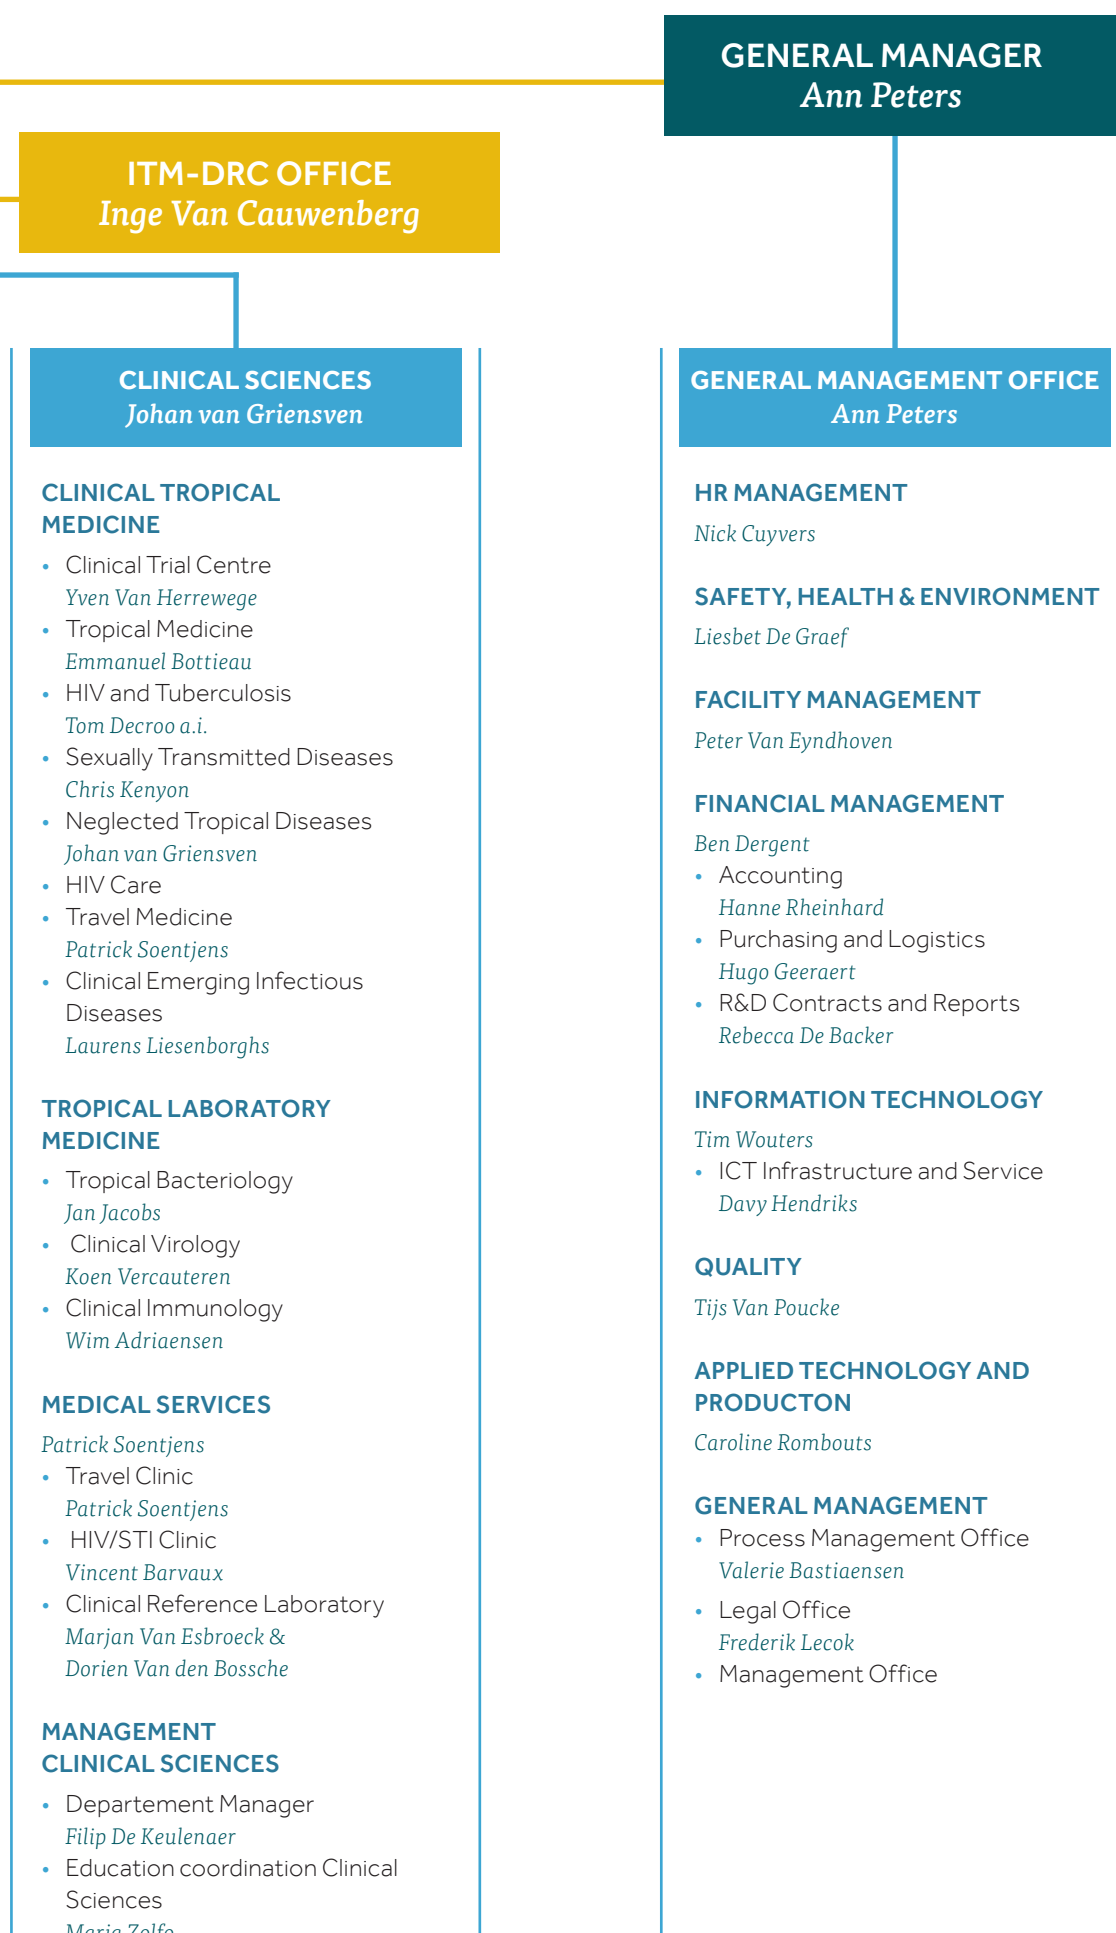 GENERAL MANAGER
Ann Peters
ITM-DRC OFFICE
Inge Van Cauwenberg
CLINICAL SCIENCES
Johan van Griensven
CLINICAL TROPICAL
MEDICINE
• Clinical Trial Centre
Yven Van Herrewege
• Tropical Medicine
Emmanuel Bottieau
• HIV and Tuberculosis
Tom Decroo a.i.
• Sexually Transmitted Diseases
Chris Kenyon
• Neglected Tropical Diseases
Johan van Griensven
• HIV Care
• Travel Medicine
Patrick Soentjens
• Clinical Emerging Infectious
Diseases
Laurens Liesenborghs
TROPICAL LABORATORY
MEDICINE
• Tropical Bacteriology
Jan Jacobs
• Clinical Virology
Koen Vercauteren
• Clinical Immunology
Wim Adriaensen
MEDICAL SERVICES
Patrick Soentjens
• Travel Clinic
Patrick Soentjens
• HIV/STI Clinic
Vincent Barvaux
• Clinical Reference Laboratory
Marjan Van Esbroeck &
Dorien Van den Bossche
MANAGEMENT
CLINICAL SCIENCES
• Departement Manager
Filip De Keulenaer
• Education coordination Clinical
Sciences
Maria Zolfo
GENERAL MANAGEMENT OFFICE
Ann Peters
HR MANAGEMENT
Nick Cuyvers
SAFETY, HEALTH & ENVIRONMENT
Liesbet De Graef
FACILITY MANAGEMENT
Peter Van Eyndhoven
FINANCIAL MANAGEMENT
Ben Dergent
• Accounting
Hanne Rheinhard
• Purchasing and Logistics
Hugo Geeraert
• R&D Contracts and Reports
Rebecca De Backer
INFORMATION TECHNOLOGY
Tim Wouters
• ICT Infrastructure and Service
Davy Hendriks
QUALITY
Tijs Van Poucke
APPLIED TECHNOLOGY AND
PRODUCTON
Caroline Rombouts
GENERAL MANAGEMENT
• Process Management Office
Valerie Bastiaensen
• Legal Office
Frederik Lecok
• Management Office